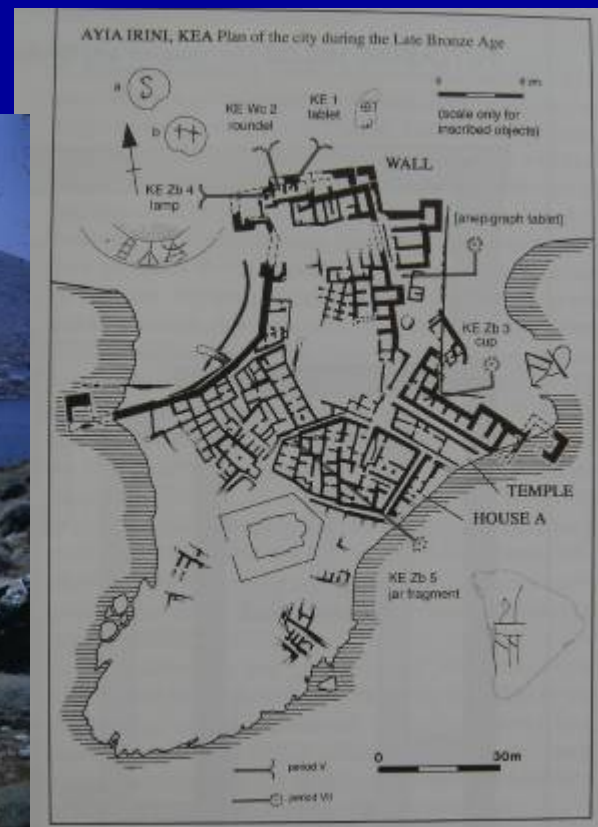 AYIA IRINI, KEA Plan of the city during the Late Bronze Age
a
b
KE Wc 2
roundel
KE 1
tablet
(scale only for
inscribed objects)
KE Zb 4
lamp
WALL
[anepigraph tablet]
KE Zb 3
cup
TEMPLE
HOUSE A
KE Zb 5
jar fragment
period V
period VII
0
30m